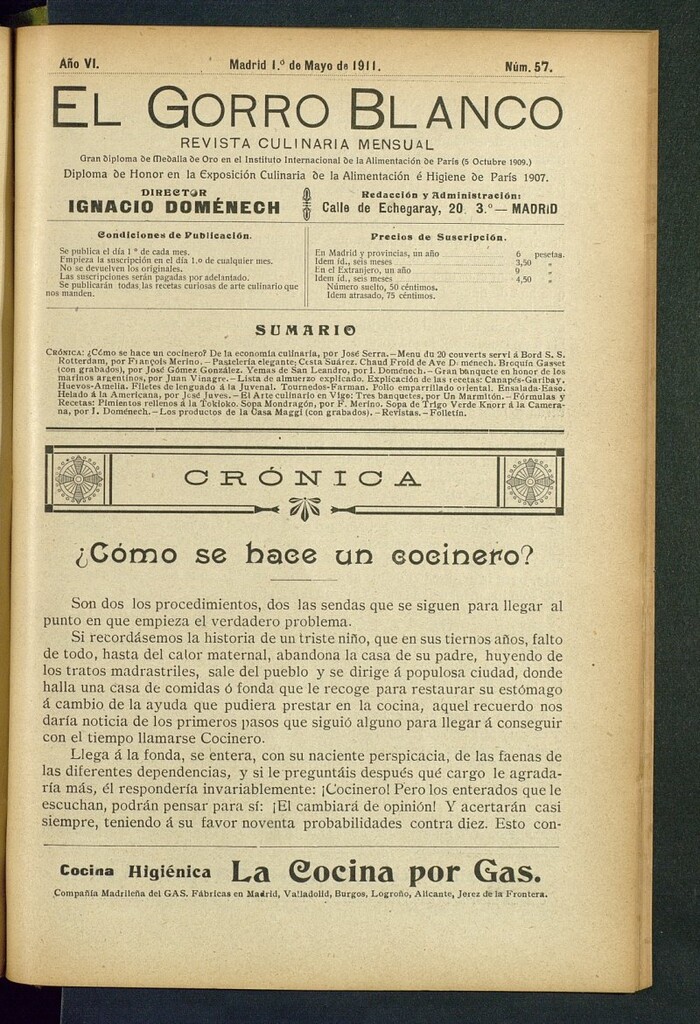 Año VI.
Madrid 1.º de Mayo de 1911.
Núm. 57.
EL GORRO BLANCO
REVISTA CULINARIA MENSUAL
Gran diploma de Medalla de Oro en el Instituto Internacional de la Alimentación de París (5 Octubre 1909.)
Diploma de Honor en la Exposición Culinaria de la Alimentación é Higiene de París 1907.
DIRECTOR
IGNACIO DOMÉNECH
Redacción y Administración:
Calle de Echegaray, 20 3.º — MADRID
Condiciones de Publicación.
Se publica el día 1 º de cada mes.
Empieza la suscripción en el día 1.º de cualquier mes.
No se devuelven los originales.
Las suscripciones serán pagadas por adelantado.
Se publicarán todas las recetas curiosas de arte culinario que
nos manden.
Precios de Suscripción.
En Madrid y provincias, un año 6 pesetas.
Idem íd., seis meses 3,50 »
En el Extranjero, un año 9 »
Idem íd., seis meses 4,50 »
Número suelto, 50 céntimos.
Idem atrasado, 75 céntimos.
SUMARIO
CRÓNICA: ¿Cómo se hace un cocinero? De la economía culinaria, por José Serra.—Menu du 20 couverts servi á Bord S. S.
Rotterdam, por François Merino.—Pastelería elegante; Cesta Suárez. Chaud Froid de Ave D ménech. Broquin Gasset
(con grabados), por José Gómez González. Yemas de San Leandro, por I. Doménech.—Gran banquete en honor de los
marinos argentinos, por Juan Vinagre.—Lista de almuerzo explicado. Explicación de las recetas: Canapés-Garibay.
Huevos-Amelia. Filetes de lenguado á la Juvenal. Tournedos-Farman. Pollo emparrillado oriental. Ensalada-Easo.
Helado á la Americana, por José Juves.—El Arte culinario en Vigo: Tres banquetes, por Un Marmitón.—Fórmulas y
Recetas: Pimientos rellenos á la Tokioko. Sopa Mondragón, por F. Merino. Sopa de Trigo Verde Knorr á la Camera-
na, por I. Doménech.—Los productos de la Casa Maggi (con grabados).—Revistas.—Folletín.
CRÓNICA
¿Cómo se hace un cocinero?
Son dos los procedimientos, dos las sendas que se siguen para llegar al
punto en que empieza el verdadero problema.
Si recordásemos la historia de un triste niño, que en sus tiernos años, falto
de todo, hasta del calor maternal, abandona la casa de su padre, huyendo de
los tratos madrastriles, sale del pueblo y se dirige á populosa ciudad, donde
halla una casa de comidas ó fonda que le recoge para restaurar su estómago
á cambio de la ayuda que pudiera prestar en la cocina, aquel recuerdo nos
daría noticia de los primeros pasos que siguió alguno para llegar á conseguir
con el tiempo llamarse Cocinero.
Llega á la fonda, se entera, con su naciente perspicacia, de las faenas de
las diferentes dependencias, y si le preguntáis después qué cargo le agrada-
ría más, él respondería invariablemente: ¡Cocinero! Pero los enterados que le
escuchan, podrán pensar para sí: ¡El cambiará de opinión! Y acertarán casi
siempre, teniendo á su favor noventa probabilidades contra diez. Esto con-
Cocina Higiénica La Cocina por Gas.
Compañía Madrileña del GAS. Fábricas en Madrid, Valladolid, Burgos, Logroño, Alicante, Jerez de la Frontera.